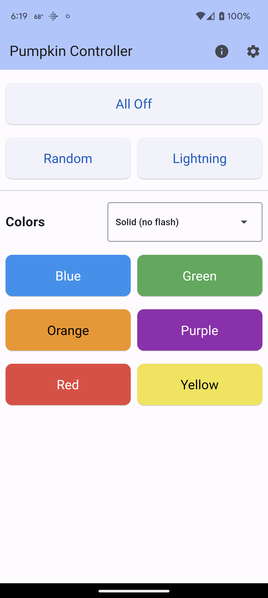 6:19 68° 100%
Pumpkin Controller
All Off
Random Lightning
Colors Solid (no flash)
Blue Green
Orange Purple
Red Yellow